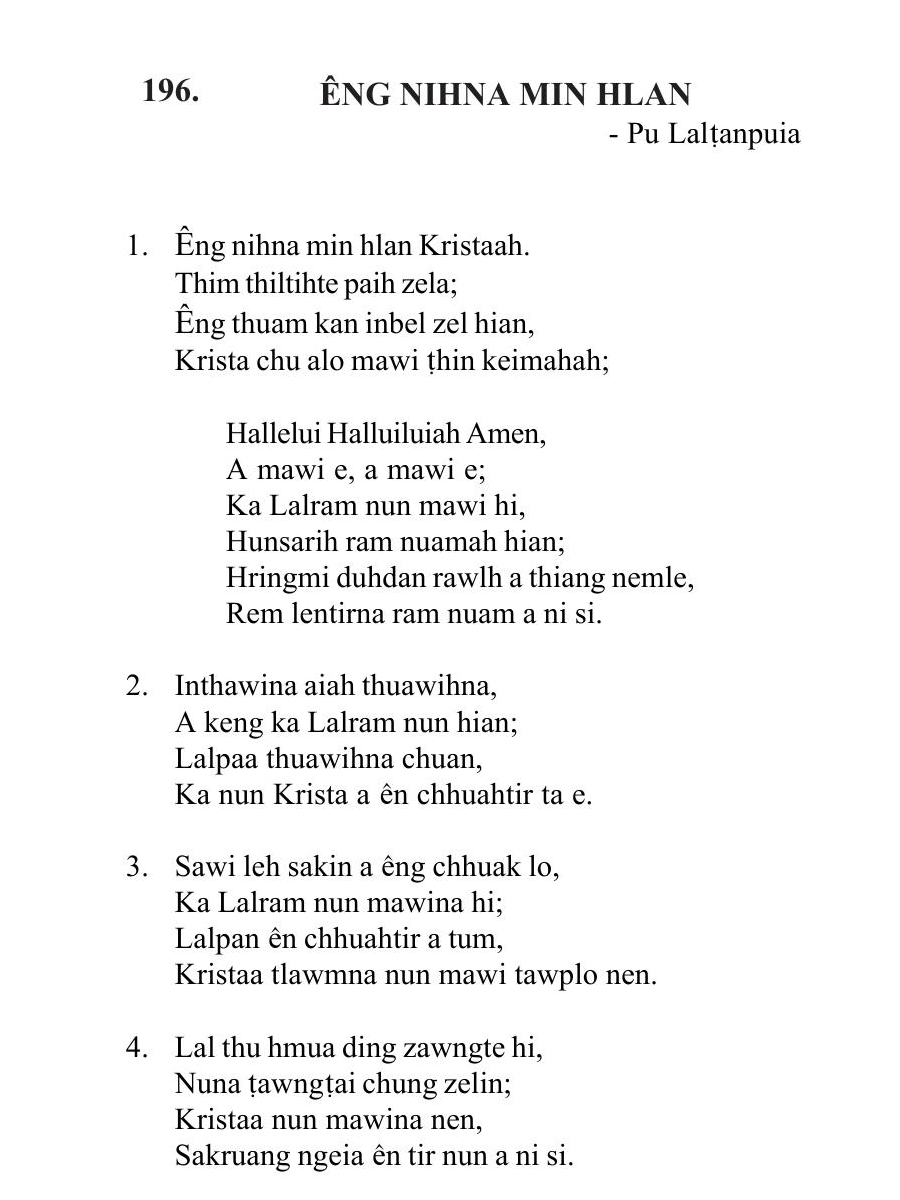 196. ÊNG NIHNA MIN HLAN
- Pu Lalṭanpuia
1. Êng nihna min hlan Kristaah.
Thim thiltihte paih zela;
Êng thuam kan inbel zel hian,
Krista chu alo mawi ṭhin keimahah;
Hallelui Halluiluiah Amen,
A mawi e, a mawi e;
Ka Lalram nun mawi hi,
Hunsarih ram nuamah hian;
Hringmi duhdan rawlh a thiang nemle,
Rem lentirna ram nuam a ni si.
2. Inthawina aiah thuawihna,
A keng ka Lalram nun hian;
Lalpaa thuawihna chuan,
Ka nun Krista a ên chhuahtir ta e.
3. Sawi leh sakin a êng chhuak lo,
Ka Lalram nun mawina hi;
Lalpan ên chhuahtir a tum,
Kristaa tlawmna nun mawi tawplo nen.
4. Lal thu hmua ding zawngte hi,
Nuna ṭawngṭai chung zelin;
Kristaa nun mawina nen,
Sakruang ngeia ên tir nun a ni si.